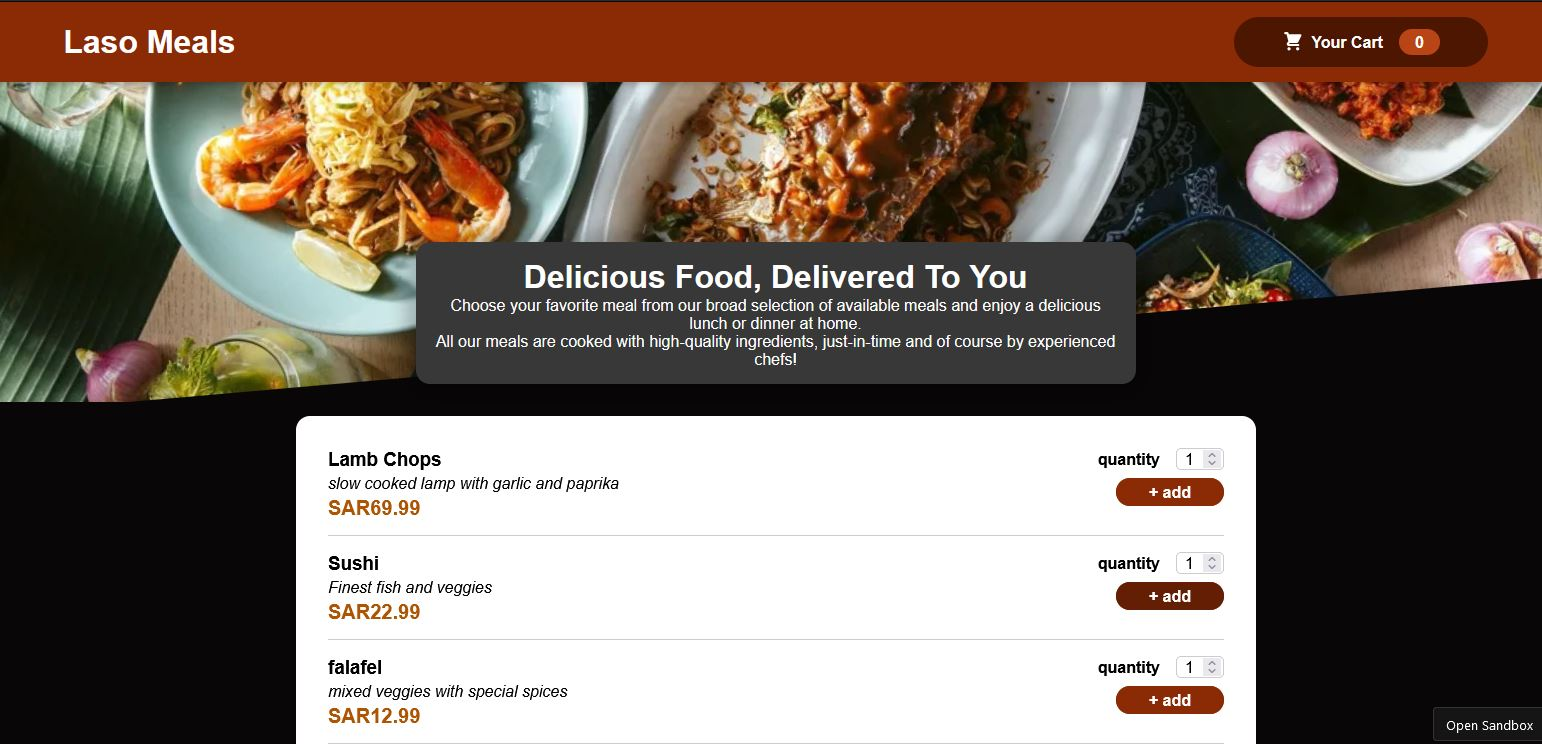 Laso Meals
Your Cart 0
Delicious Food, Delivered To You
Choose your favorite meal from our broad selection of available meals and enjoy a delicious
lunch or dinner at home.
All our meals are cooked with high-quality ingredients, just-in-time and of course by experienced
chefs!
Lamb Chops
quantity 1
slow cooked lamp with garlic and paprika
+ add
SAR69.99
Sushi
quantity 1
Finest fish and veggies
+ add
SAR22.99
falafel
quantity 1
mixed veggies with special spices
+ add
SAR12.99
Open Sandbox